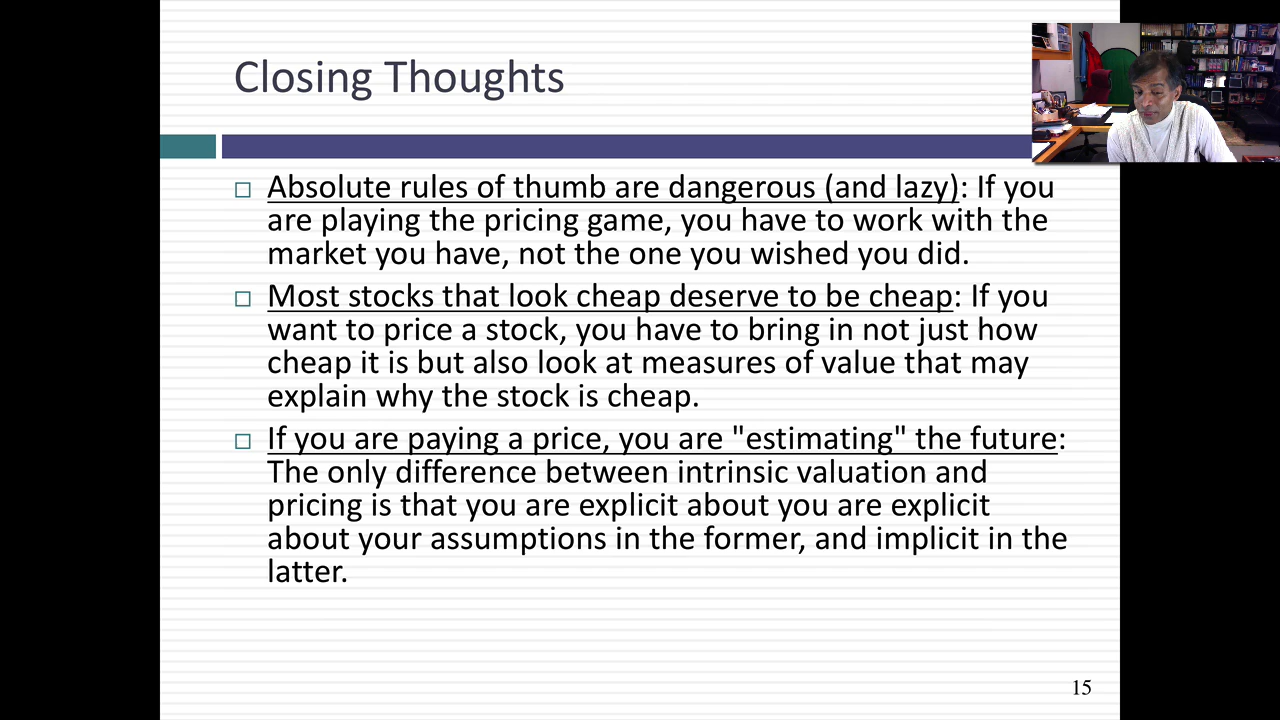 Closing Thoughts
□ Absolute rules of thumb are dangerous (and lazy): If you
are playing the pricing game, you have to work with the
market you have, not the one you wished you did.
□ Most stocks that look cheap deserve to be cheap: If you
want to price a stock, you have to bring in not just how
cheap it is but also look at measures of value that may
explain why the stock is cheap.
□ If you are paying a price, you are "estimating" the future:
The only difference between intrinsic valuation and
pricing is that you are explicit about you are explicit
about your assumptions in the former, and implicit in the
latter.
15